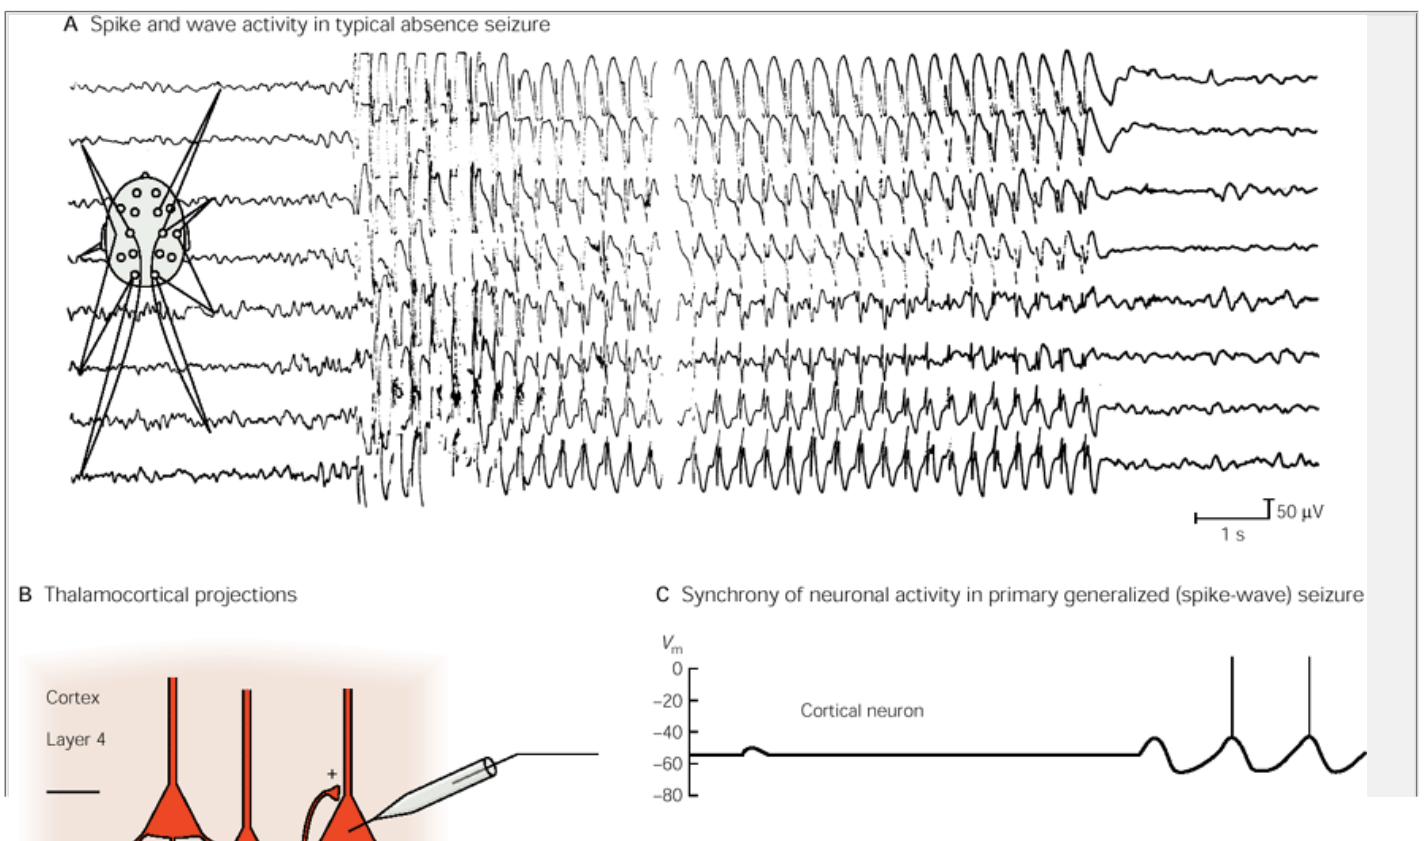 A Spike and wave activity in typical absence seizure
50 μV
1 s
B Thalamocortical projections
Cortex
Layer 4
+
C Synchrony of neuronal activity in primary generalized (spike-wave) seizure
Vm
0
−20
−40
−60
−80
Cortical neuron